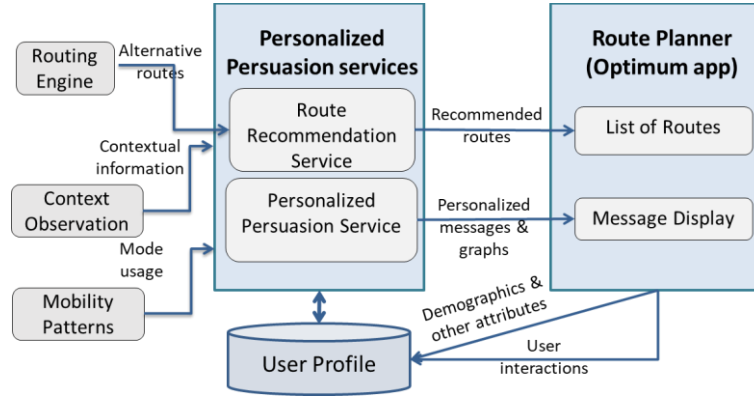 Routing
Engine
Alternative
routes
Contextual
information
Context
Observation
Mode
usage
Mobility
Patterns
Personalized
Persuasion services
Route
Recommendation
Service
Personalized
Persuasion Service
Recommended
routes
Personalized
messages &
graphs
Route Planner
(Optimum app)
List of Routes
Message Display
Demographics &
other attributes
User
interactions
User Profile